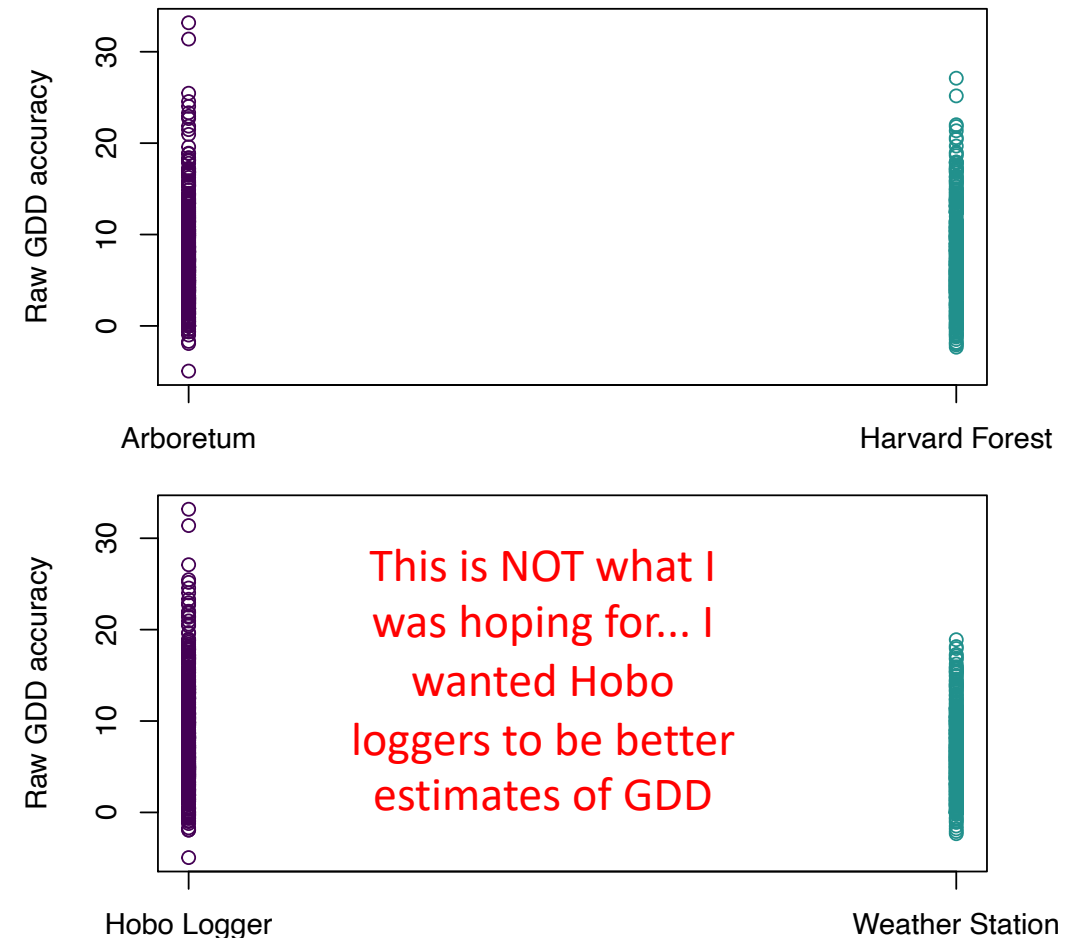 Raw GDD accuracy
30
20
10
0
Arboretum
Harvard Forest
Raw GDD accuracy
30
20
10
0
This is NOT what I
was hoping for... I
wanted Hobo
loggers to be better
estimates of GDD
Hobo Logger
Weather Station